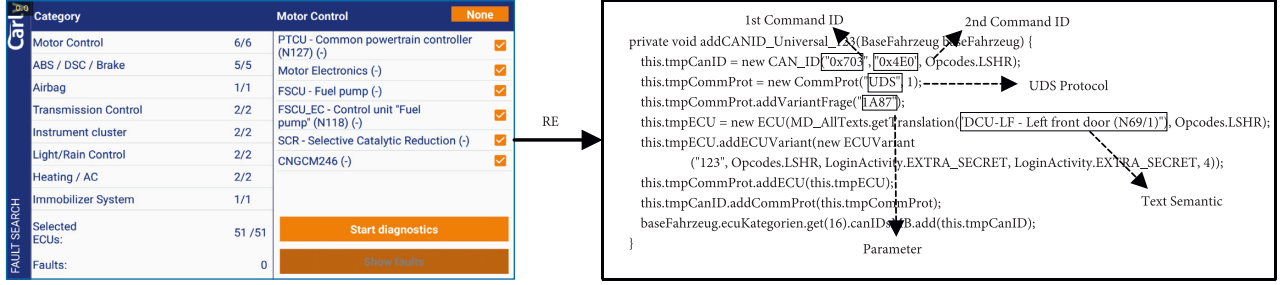 Carly
FAULT SEARCH
Category
Motor Control 6/6
ABS / DSC / Brake 5/5
Airbag 1/1
Transmission Control 2/2
Instrument cluster 2/2
Light/Rain Control 2/2
Heating / AC 2/2
Immobilizer System 1/1
Selected
ECUs: 51 /51
Faults: 0
Motor Control None
PTCU - Common powertrain controller
(N127) (-)
Motor Electronics (-)
FSCU - Fuel pump (-)
FSCU_EC - Control unit "Fuel
pump" (N118) (-)
SCR - Selective Catalytic Reduction (-)
CNGCM246 (-)
Start diagnostics
Show faults
RE
1st Command ID
2nd Command ID
private void addCANID_Universal_123(BaseFahrzeug baseFahrzeug) {
this.tmpCanID = new CAN_ID("0x703", "0x4E0", Opcodes.LSHR);
this.tmpCommProt = new CommProt("UDS", 1);
UDS Protocol
this.tmpCommProt.addVariantFrage("1A87");
this.tmpECU = new ECU(MD_AllTexts.getTranslation("DCU-LF - Left front door (N69/1)"), Opcodes.LSHR);
this.tmpECU.addECUVariant(new ECUVariant
("123", Opcodes.LSHR, LoginActivity.EXTRA_SECRET, LoginActivity.EXTRA_SECRET, 4));
this.tmpCommProt.addECU(this.tmpECU);
this.tmpCanID.addCommProt(this.tmpCommProt);
Text Semantic
baseFahrzeug.ecuKategorien.get(16).canIDs.add(this.tmpCanID);
}
Parameter